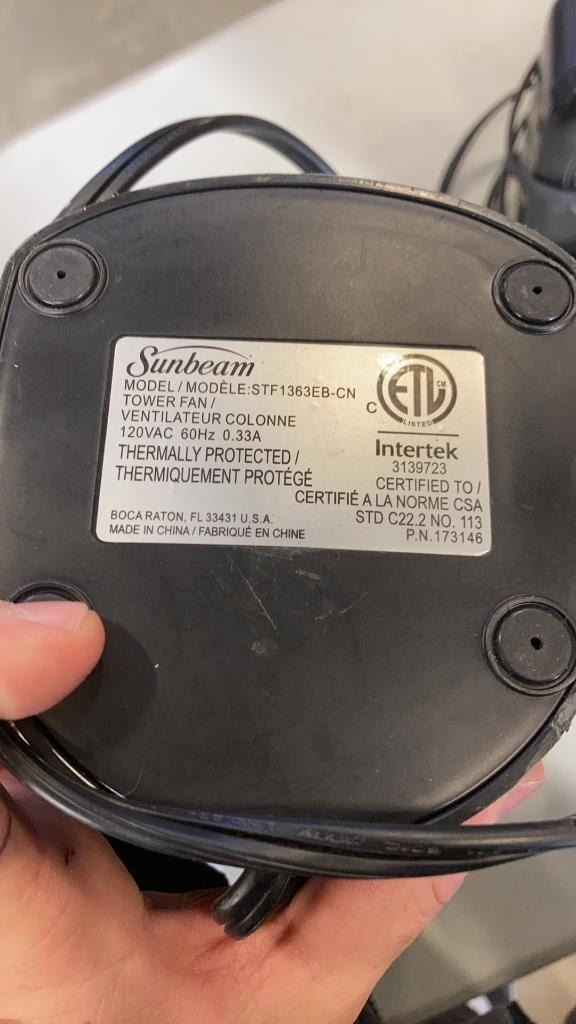 Sunbeam
MODEL / MODÈLE:STF1363EB-CN
TOWER FAN /
VENTILATEUR COLONNE
120VAC 60Hz 0.33A
THERMALLY PROTECTED /
THERMIQUEMENT PROTÉGÉ
BOCA RATON, FL 33431 U.S.A.
MADE IN CHINA / FABRIQUÉ EN CHINE
C ETL CM
LISTED
Intertek
3139723
CERTIFIED TO /
CERTIFIÉ A LA NORME CSA
STD C22.2 NO. 113
P.N.173146